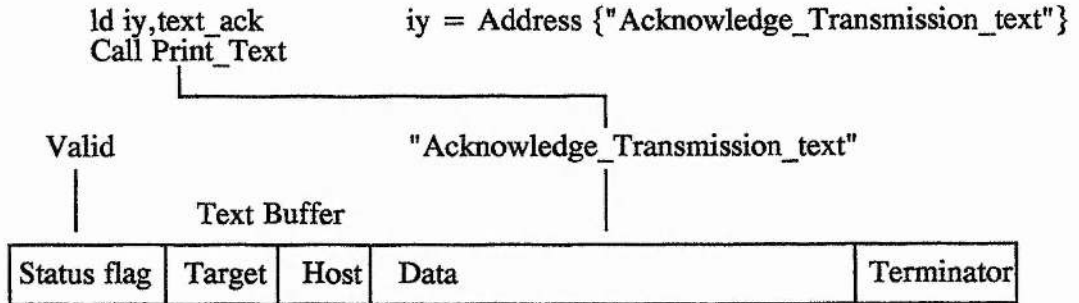 ld iy,text_ack iy = Address {"Acknowledge_Transmission_text"}
Call Print_Text
Valid "Acknowledge_Transmission_text"
Text Buffer
Status flag Target Host Data Terminator